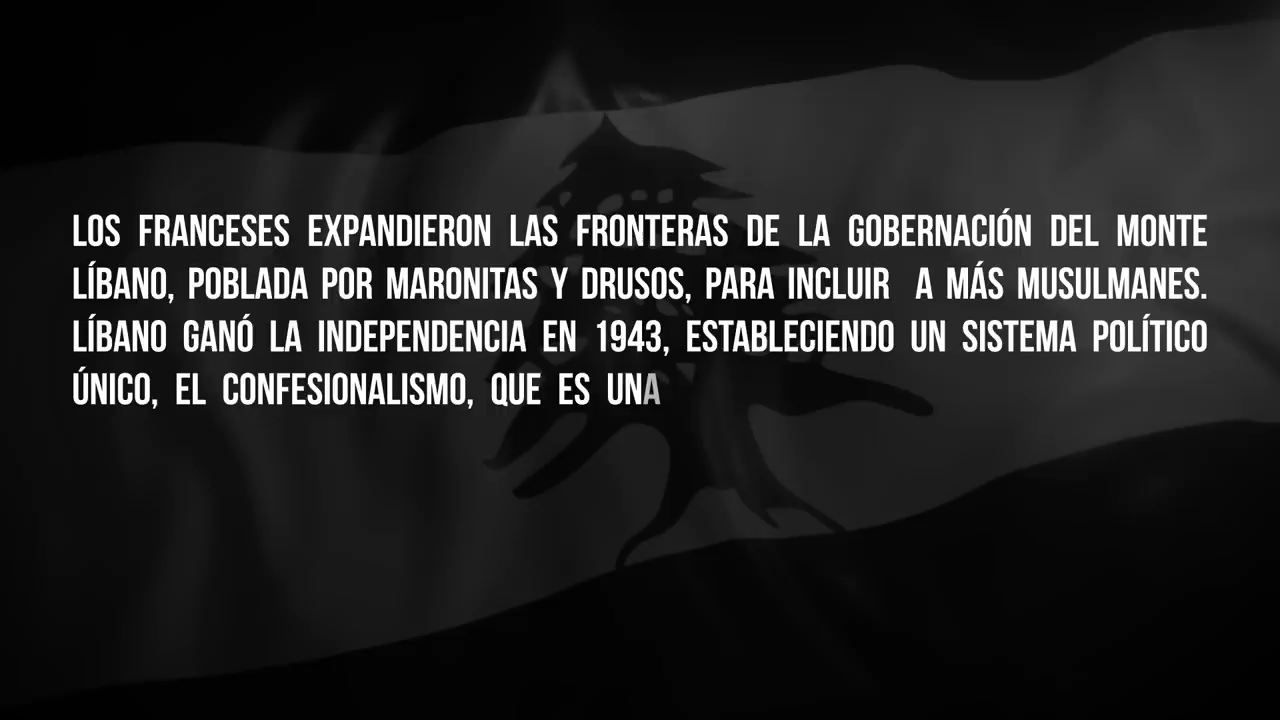 LOS FRANCESES EXPANDIERON LAS FRONTERAS DE LA GOBERNACIÓN DEL MONTE
LÍBANO, POBLADA POR MARONITAS Y DRUSOS, PARA INCLUIR A MÁS MUSULMANES.
LÍBANO GANÓ LA INDEPENDENCIA EN 1943, ESTABLECIENDO UN SISTEMA POLÍTICO
ÚNICO, EL CONFESIONALISMO, QUE ES UNA